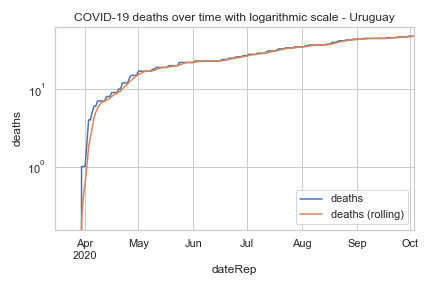 COVID-19 deaths over time with logarithmic scale - Uruguay
10¹
10⁰
deaths
deaths
deaths (rolling)
Apr
2020
May
Jun
Jul
Aug
Sep
Oct
dateRep